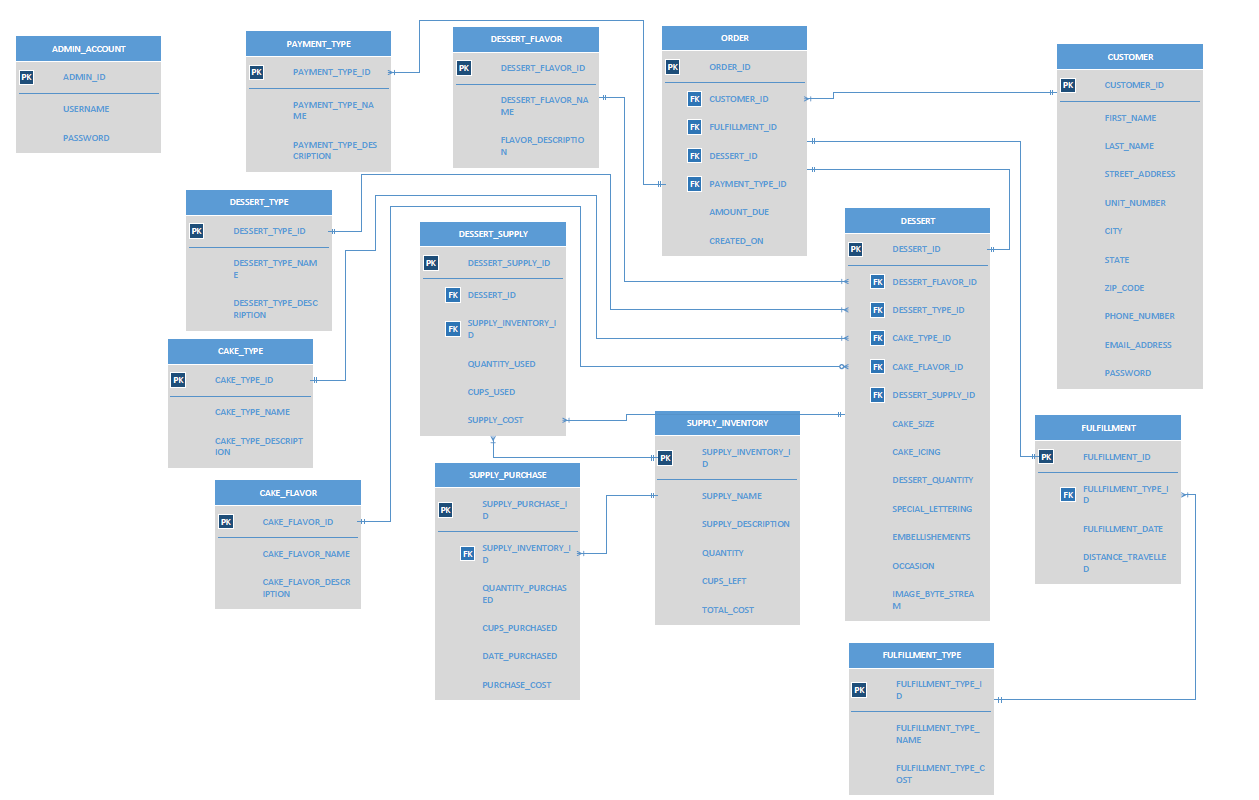 ADMIN_ACCOUNT
PK ADMIN_ID
USERNAME
PASSWORD
PAYMENT_TYPE
PK PAYMENT_TYPE_ID
PAYMENT_TYPE_NA
ME
PAYMENT_TYPE_DES
CRIPTION
DESSERT_FLAVOR
PK DESSERT_FLAVOR_ID
DESSERT_FLAVOR_NA
ME
FLAVOR_DESCRIPTIO
N
ORDER
PK ORDER_ID
FK CUSTOMER_ID
FK FULFILLMENT_ID
FK DESSERT_ID
FK PAYMENT_TYPE_ID
AMOUNT_DUE
CREATED_ON
CUSTOMER
PK CUSTOMER_ID
FIRST_NAME
LAST_NAME
STREET_ADDRESS
UNIT_NUMBER
CITY
STATE
ZIP_CODE
PHONE_NUMBER
EMAIL_ADDRESS
PASSWORD
DESSERT_TYPE
PK DESSERT_TYPE_ID
DESSERT_TYPE_NAM
E
DESSERT_TYPE_DESC
RIPTION
DESSERT_SUPPLY
PK DESSERT_SUPPLY_ID
FK DESSERT_ID
FK SUPPLY_INVENTORY_I
D
QUANTITY_USED
CUPS_USED
SUPPLY_COST
DESSERT
PK DESSERT_ID
FK DESSERT_FLAVOR_ID
FK DESSERT_TYPE_ID
FK CAKE_TYPE_ID
FK CAKE_FLAVOR_ID
FK DESSERT_SUPPLY_ID
CAKE_SIZE
CAKE_ICING
DESSERT_QUANTITY
SPECIAL_LETTERING
EMBELLISHEMENTS
OCCASION
IMAGE_BYTE_STREA
M
CAKE_TYPE
PK CAKE_TYPE_ID
CAKE_TYPE_NAME
CAKE_TYPE_DESCRIPT
ION
SUPPLY_INVENTORY
PK SUPPLY_INVENTORY_I
D
SUPPLY_NAME
SUPPLY_DESCRIPTION
QUANTITY
CUPS_LEFT
TOTAL_COST
FULFILLMENT
PK FULFILLMENT_ID
FK FULLFILMENT_TYPE_I
D
FULFILLMENT_DATE
DISTANCE_TRAVELLE
D
SUPPLY_PURCHASE
PK SUPPLY_PURCHASE_I
D
FK SUPPLY_INVENTORY_I
D
QUANTITY_PURCHAS
ED
CUPS_PURCHASED
DATE_PURCHASED
PURCHASE_COST
CAKE_FLAVOR
PK CAKE_FLAVOR_ID
CAKE_FLAVOR_NAME
CAKE_FLAVOR_DESCR
IPTION
FULFILLMENT_TYPE
PK FULFILLMENT_TYPE_I
D
FULFILLMENT_TYPE_
NAME
FULFILLMENT_TYPE_C
OST